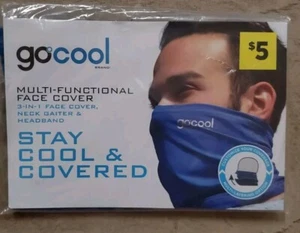 gocool
$5
MULTI-FUNCTIONAL
FACE COVER
3-IN-1 FACE COVER,
NECK GAITER &
HEADBAND
STAY
COOL &
COVERED
gocool